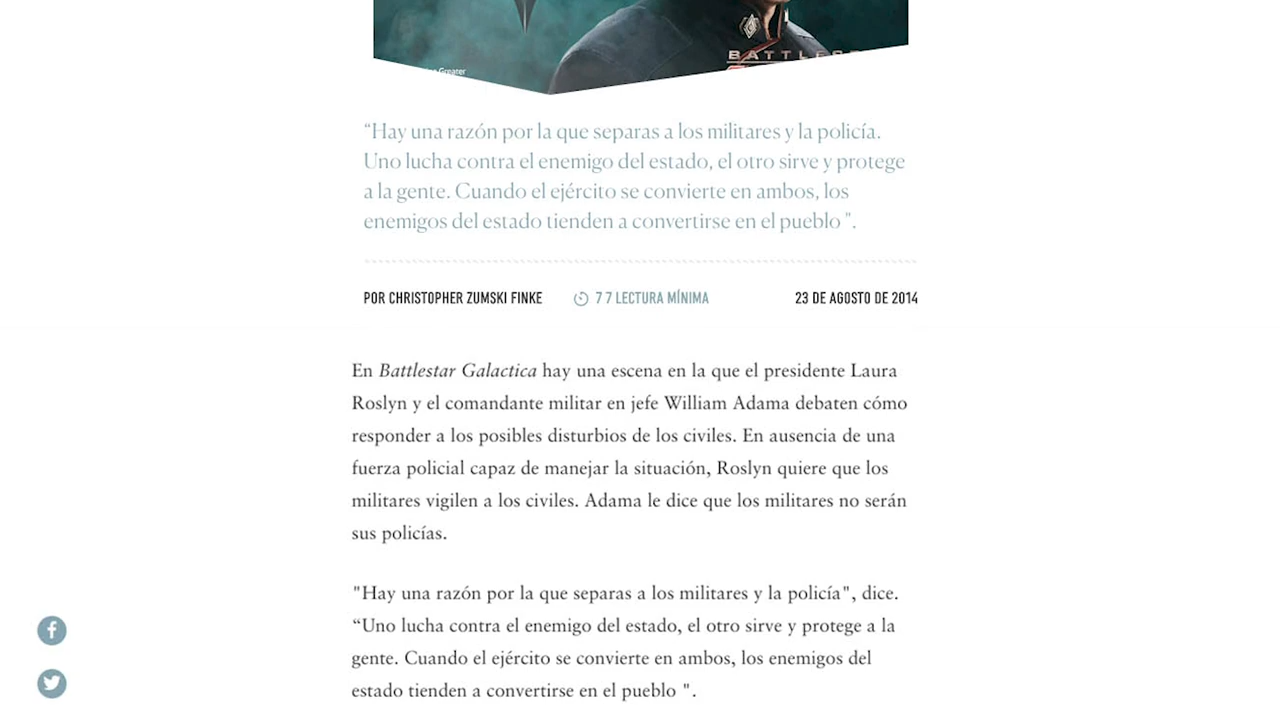 Greater
“Hay una razón por la que separas a los militares y la policía.
Uno lucha contra el enemigo del estado, el otro sirve y protege
a la gente. Cuando el ejército se convierte en ambos, los
enemigos del estado tienden a convertirse en el pueblo ”.
POR CHRISTOPHER ZUMSKI FINKE
7 7 LECTURA MÍNIMA
23 DE AGOSTO DE 2014
En Battlestar Galactica hay una escena en la que el presidente Laura
Roslyn y el comandante militar en jefe William Adama debaten cómo
responder a los posibles disturbios de los civiles. En ausencia de una
fuerza policial capaz de manejar la situación, Roslyn quiere que los
militares vigilen a los civiles. Adama le dice que los militares no serán
sus policías.
"Hay una razón por la que separas a los militares y la policía", dice.
“Uno lucha contra el enemigo del estado, el otro sirve y protege a la
gente. Cuando el ejército se convierte en ambos, los enemigos del
estado tienden a convertirse en el pueblo ".